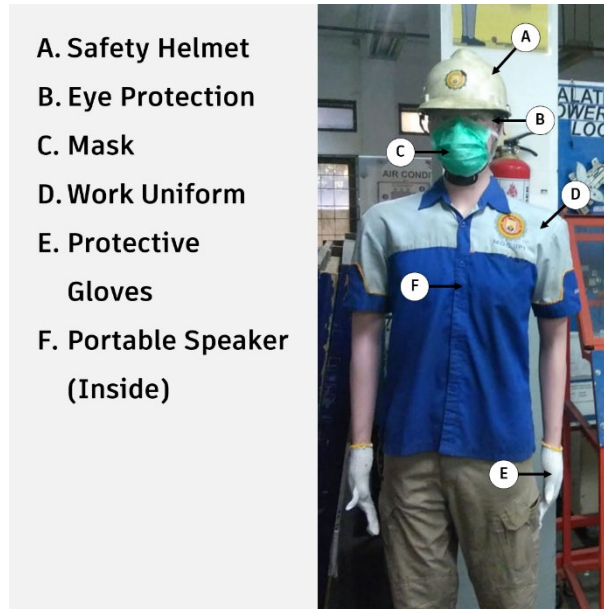 A. Safety Helmet
B. Eye Protection
C. Mask
D. Work Uniform
E. Protective
Gloves
F. Portable Speaker
(Inside)
A
B
C
D
E
F
AIR CONDI
ALAT
OWER
LOC